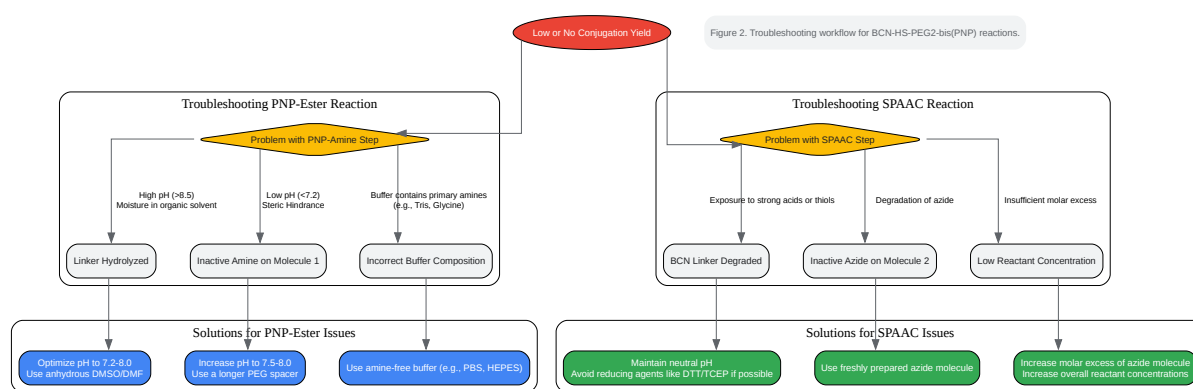 Low or No Conjugation Yield
Figure 2. Troubleshooting workflow for BCN-HS-PEG2-bis(PNP) reactions.
Troubleshooting PNP-Ester Reaction
Problem with PNP-Amine Step
High pH (>8.5)
Moisture in organic solvent
Low pH (<7.2)
Steric Hindrance
Buffer contains primary amines
(e.g., Tris, Glycine)
Linker Hydrolyzed
Inactive Amine on Molecule 1
Incorrect Buffer Composition
Troubleshooting SPAAC Reaction
Problem with SPAAC Step
Exposure to strong acids or thiols
Degradation of azide
Insufficient molar excess
BCN Linker Degraded
Inactive Azide on Molecule 2
Low Reactant Concentration
Solutions for PNP-Ester Issues
Optimize pH to 7.2-8.0
Use anhydrous DMSO/DMF
Increase pH to 7.5-8.0
Use a longer PEG spacer
Use amine-free buffer (e.g., PBS, HEPES)
Solutions for SPAAC Issues
Maintain neutral pH
Avoid reducing agents like DTT/TCEP if possible
Use freshly prepared azide molecule
Increase molar excess of azide molecule
Increase overall reactant concentrations